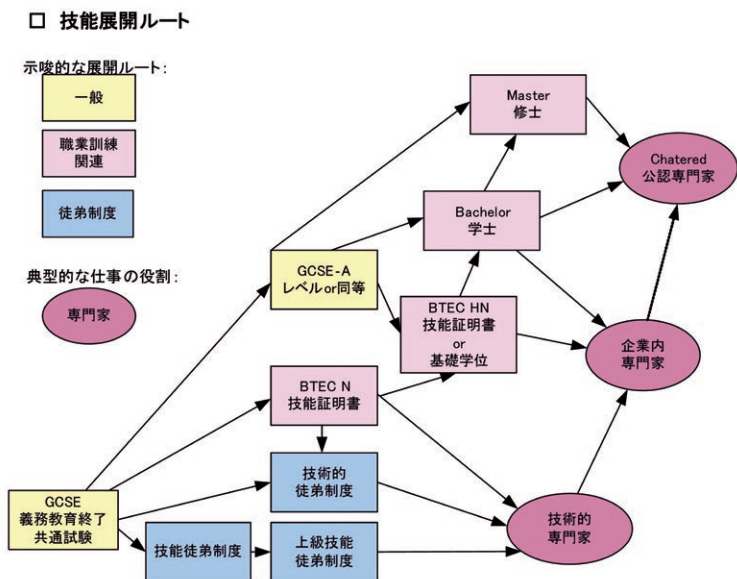 □ 技能展開ルート
示唆的な展開ルート：
一般
職業訓練
関連
徒弟制度
典型的な仕事の役割：
専門家
Master
修士
Chatered
公認専門家
Bachelor
学士
GCSE-A
レベルor同等
BTEC HN
技能証明書
or
基礎学位
企業内
専門家
BTEC N
技能証明書
技術的
徒弟制度
GCSE
義務教育終了
共通試験
技能徒弟制度
上級技能
徒弟制度
技術的
専門家